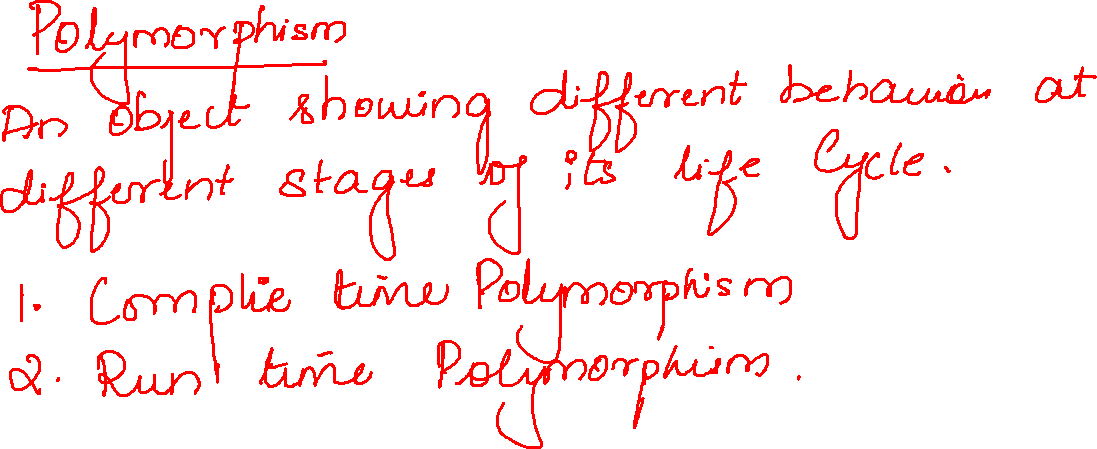 Polymorphism
An object showing different behaviour at
different stages of its life Cycle.
1. Complie time Polymorphism
2. Run time Polymorphism.